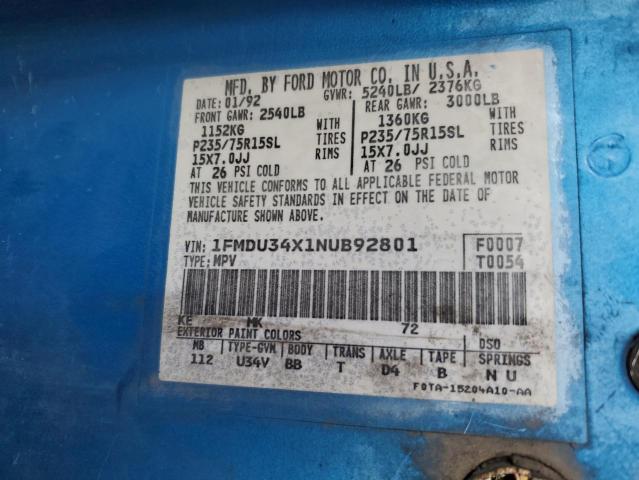 MFD. BY FORD MOTOR CO. IN U.S.A.
DATE: 01/92 GVWR: 5240LB/ 2376KG
FRONT GAWR: 2540LB REAR GAWR: 3000LB
1152KG WITH 1360KG WITH
P235/75R15SL TIRES P235/75R15SL TIRES
15X7.0JJ RIMS 15X7.0JJ RIMS
AT 26 PSI COLD AT 26 PSI COLD
THIS VEHICLE CONFORMS TO ALL APPLICABLE FEDERAL MOTOR
VEHICLE SAFETY STANDARDS IN EFFECT ON THE DATE OF
MANUFACTURE SHOWN ABOVE.
VIN: 1FMDU34X1NUB92801 F0007
TYPE: MPV T0054
KE MK 72
EXTERIOR PAINT COLORS DSO
MB TYPE-GVM BODY TRANS AXLE TAPE SPRINGS
112 U34V BB T D4 B N U
F0TA-15204A10-AA